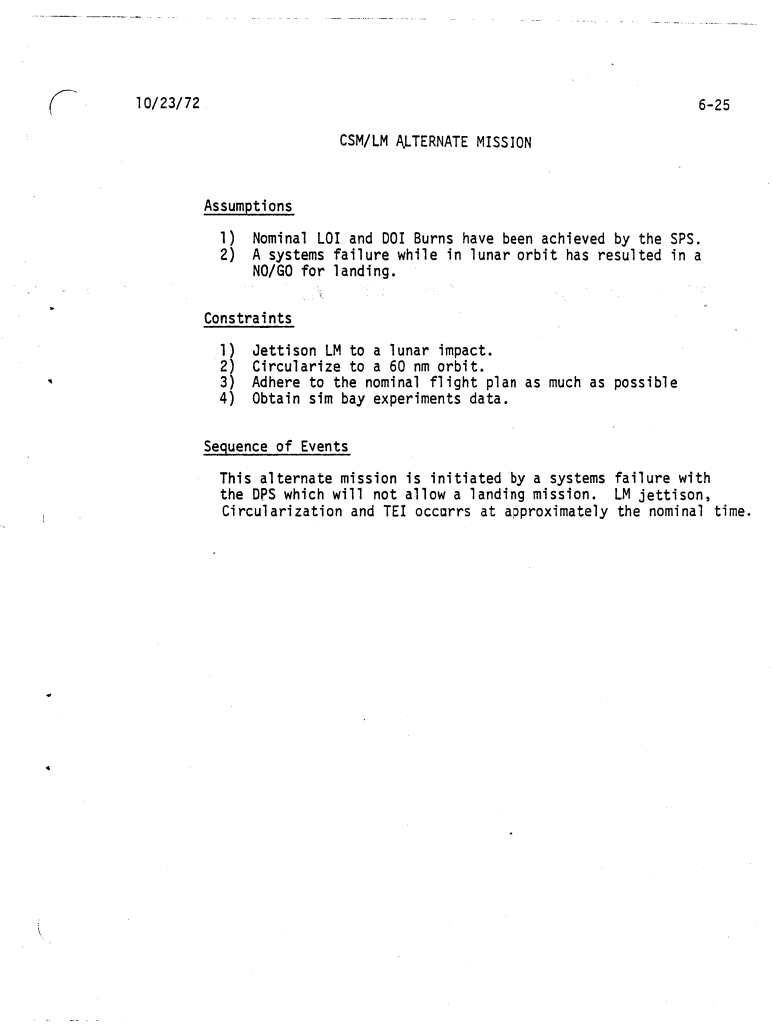 10/23/72 6-25
CSM/LM ALTERNATE MISSION
Assumptions
1) Nominal LOI and DOI Burns have been achieved by the SPS.
2) A systems failure while in lunar orbit has resulted in a
NO/GO for landing.
Constraints
1) Jettison LM to a lunar impact.
2) Circularize to a 60 nm orbit.
3) Adhere to the nominal flight plan as much as possible
4) Obtain sim bay experiments data.
Sequence of Events
This alternate mission is initiated by a systems failure with
the DPS which will not allow a landing mission. LM jettison,
Circularization and TEI occarrs at approximately the nominal time.